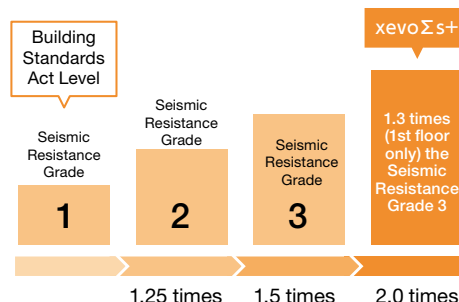 Building
Standards
Act Level
Seismic
Resistance
Grade
1
Seismic
Resistance
Grade
2
Seismic
Resistance
Grade
3
xevoΣs+
1.3 times
(1st floor
only) the
Seismic
Resistance
Grade 3
1.25 times
1.5 times
2.0 times